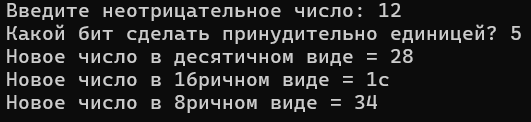 Введите неотрицательное число: 12
Какой бит сделать принудительно единицей? 5
Новое число в десятичном виде = 28
Новое число в 16ричном виде = 1c
Новое число в 8ричном виде = 34